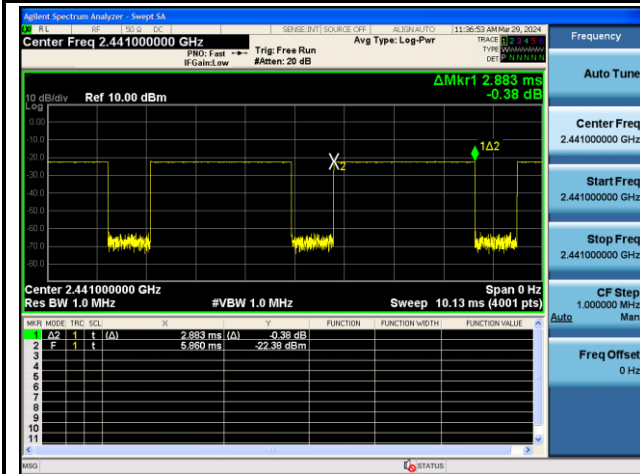 Agilent Spectrum Analyzer - Swept SA
RL RF 50 Ω DC SENSE:INT SOURCE OFF ALIGN AUTO 11:36:53 AM Mar 29, 2024
Center Freq 2.441000000 GHz
PNO: Fast
IFGain:Low
Trig: Free Run
#Atten: 20 dB
Avg Type: Log-Pwr
TRACE 1 2 3 4 5 6
TYPE
DET P N N N N N
ΔMkr1 2.883 ms
-0.38 dB
10 dB/div Ref 10.00 dBm
Log
0.00
-10.0
-20.0
-30.0
-40.0
-50.0
-60.0
-70.0
-80.0
1Δ2
X2
Center 2.441000000 GHz Span 0 Hz
Res BW 1.0 MHz #VBW 1.0 MHz Sweep 10.13 ms (4001 pts)
MKR MODE TRC SCL X Y FUNCTION FUNCTION WIDTH FUNCTION VALUE
1 Δ2 1 t (Δ) 2.883 ms (Δ) -0.38 dB
2 F 1 t 5.860 ms -22.38 dBm
3
4
5
6
7
8
9
10
11
MSG STATUS
Frequency
Auto Tune
Center Freq
2.441000000 GHz
Start Freq
2.441000000 GHz
Stop Freq
2.441000000 GHz
CF Step
1.000000 MHz
Auto Man
Freq Offset
0 Hz